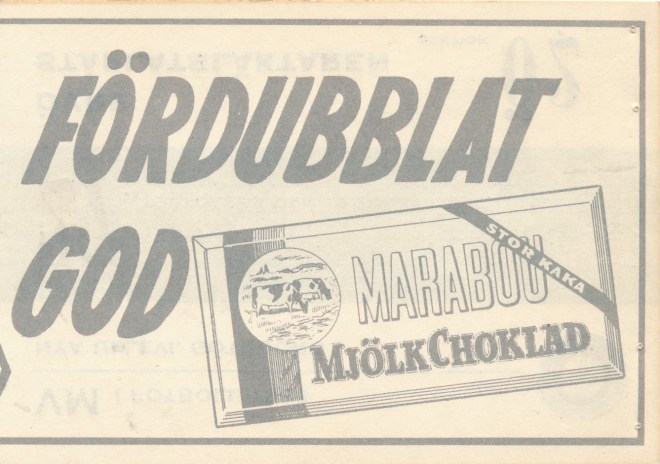 FÖRDUBBLAT
GOD
STOR KAKA
MARABOU
MJÖLKCHOKLAD